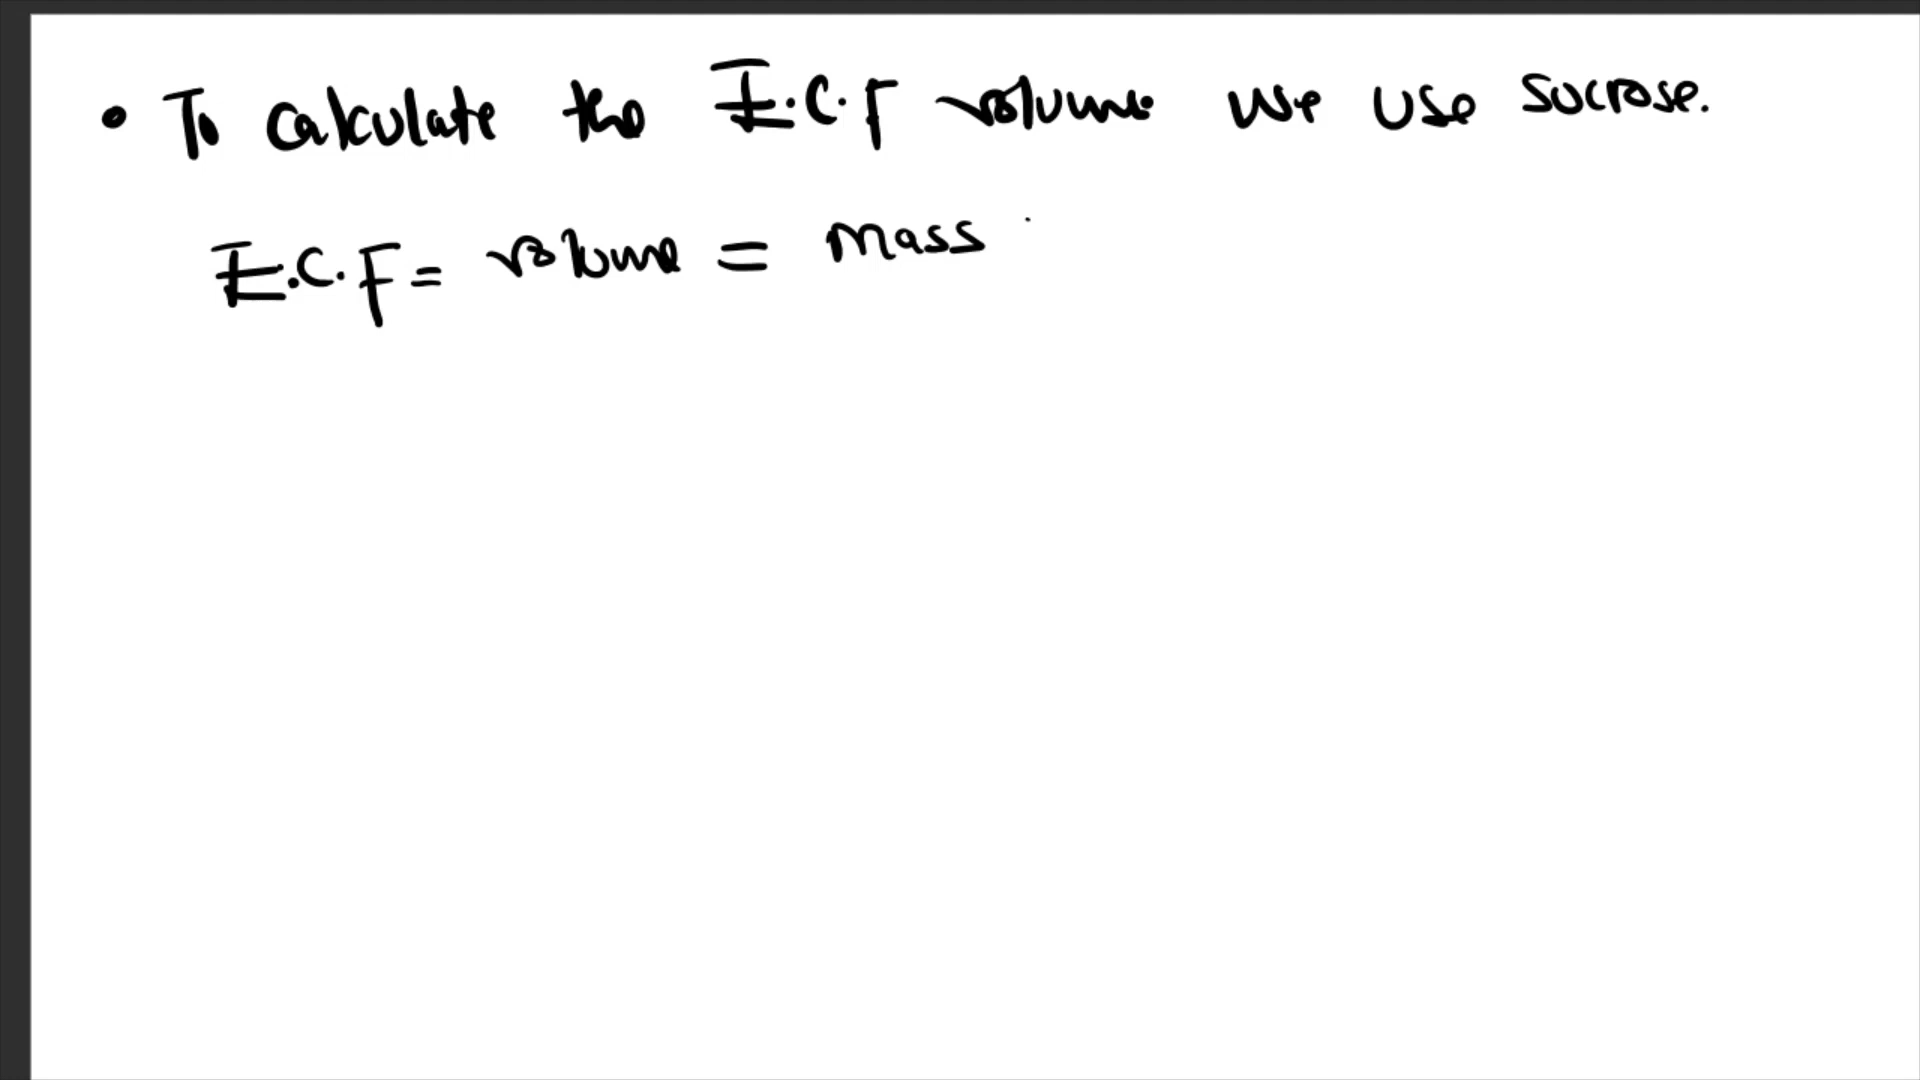 • To calculate the E.C.F volume we use sucrose.
E.C.F = volume = mass